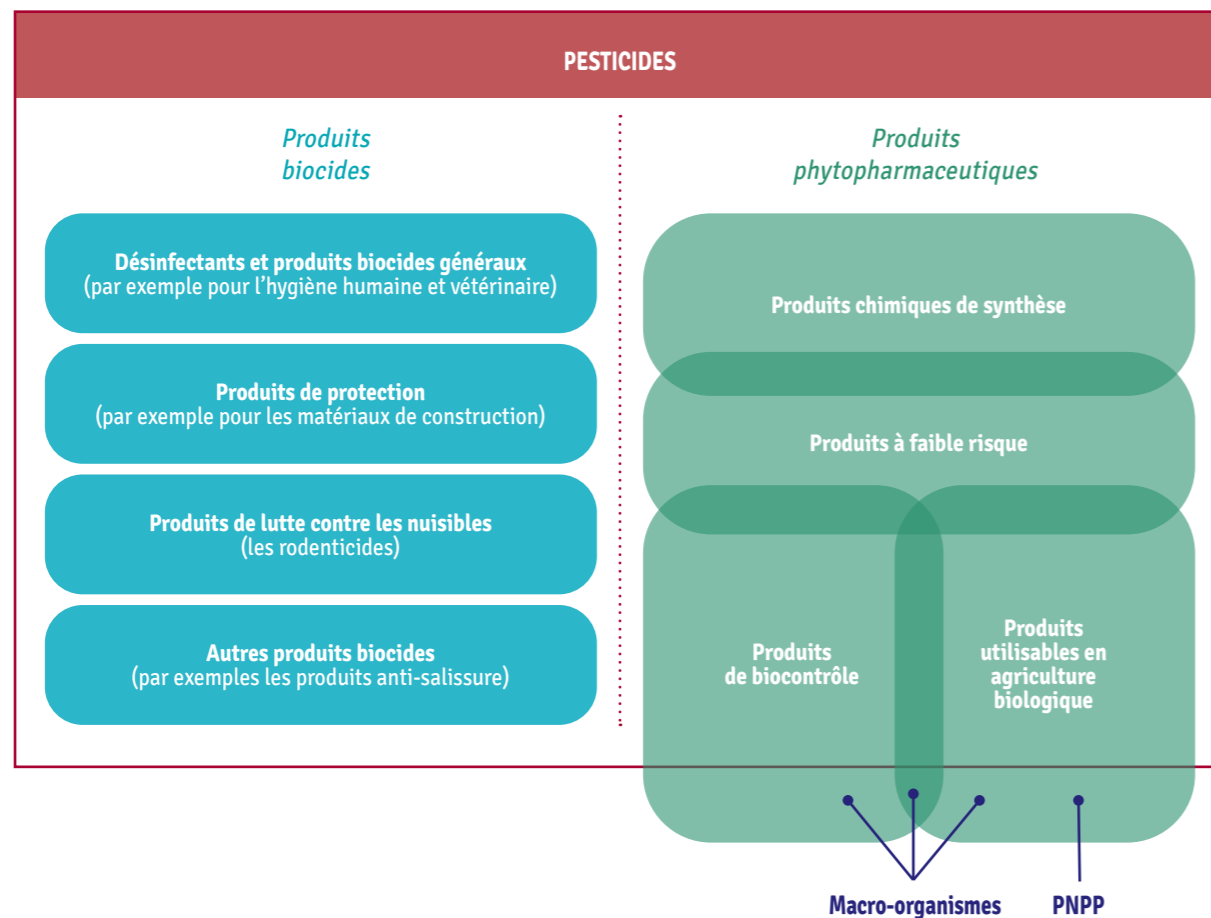 PESTICIDES
Produits
biocides
Désinfectants et produits biocides généraux
(par exemple pour l'hygiène humaine et vétérinaire)
Produits de protection
(par exemple pour les matériaux de construction)
Produits de lutte contre les nuisibles
(les rodenticides)
Autres produits biocides
(par exemples les produits anti-salissure)
Produits
phytopharmaceutiques
Produits chimiques de synthèse
Produits à faible risque
Produits
de biocontrôle
Produits
utilisables en
agriculture
biologique
Macro-organismes
PNPP